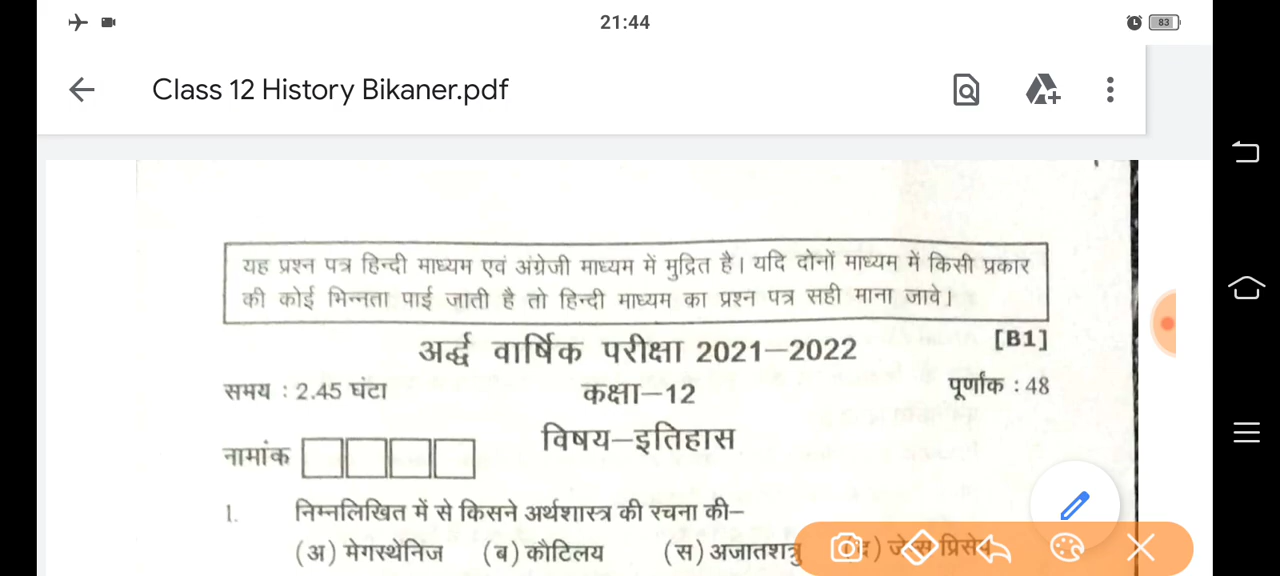 21:44
83
Class 12 History Bikaner.pdf
यह प्रश्न पत्र हिन्दी माध्यम एवं अंग्रेजी माध्यम में मुद्रित है। यदि दोनों माध्यम में किसी प्रकार
की कोई भिन्नता पाई जाती है तो हिन्दी माध्यम का प्रश्न पत्र सही माना जावे।
[B1]
अर्द्ध वार्षिक परीक्षा 2021–2022
समय : 2.45 घंटा कक्षा–12 पूर्णांक : 48
विषय–इतिहास
नामांक
1. निम्नलिखित में से किसने अर्थशास्त्र की रचना की–
(अ) मेगस्थेनिज (ब) कौटिलय (स) अजातशत्रु (द)